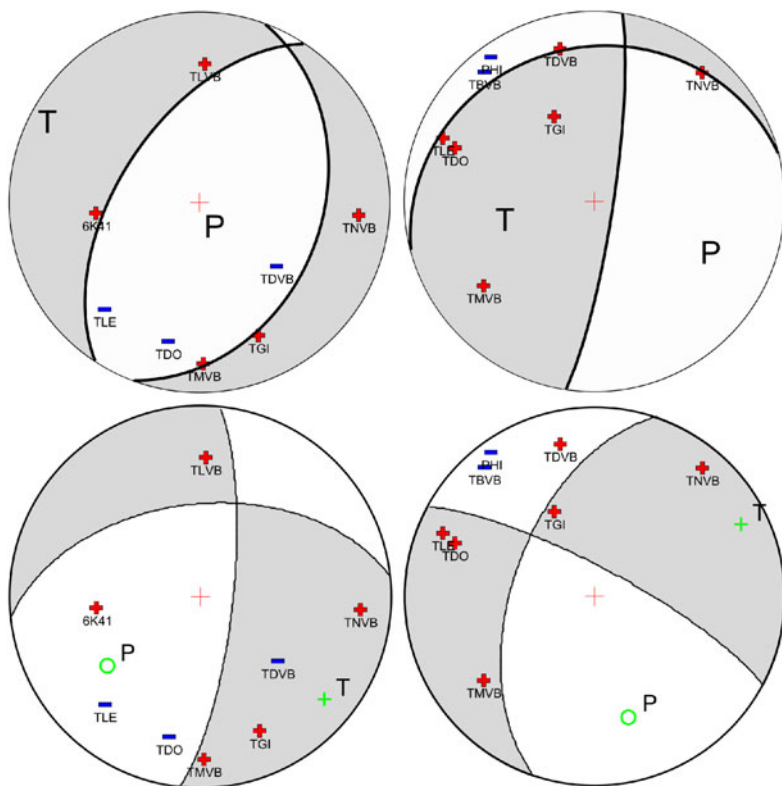 TLVB
T
6K41
P
TNVB
TDVB
TLE
TDO
TGI
TMVB
PHI
TDVB
TBVB
TNVB
TGI
TLE
TDO
T
P
TMVB
TLVB
6K41
TNVB
P
TDVB
T
TLE
TDO
TGI
TMVB
PHI
TDVB
TBVB
TNVB
TGI
T
TLE
TDO
TMVB
P